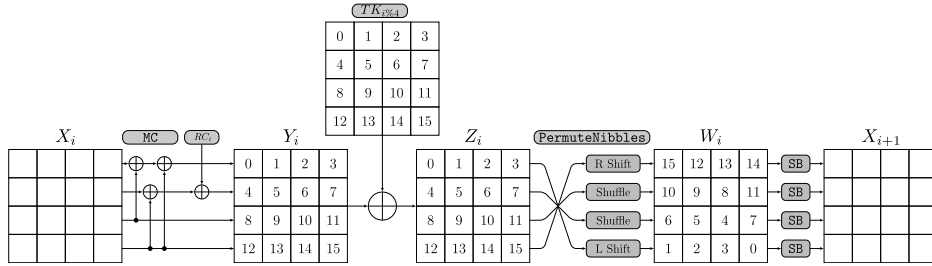 TK_{i%4}
0 1 2 3
4 5 6 7
8 9 10 11
12 13 14 15
X_i MC RC_i Y_i Z_i PermuteNibbles W_i X_{i+1}
0 1 2 3 0 1 2 3 R Shift 15 12 13 14 SB
4 5 6 7 4 5 6 7 Shuffle 10 9 8 11 SB
8 9 10 11 8 9 10 11 Shuffle 6 5 4 7 SB
12 13 14 15 12 13 14 15 L Shift 1 2 3 0 SB